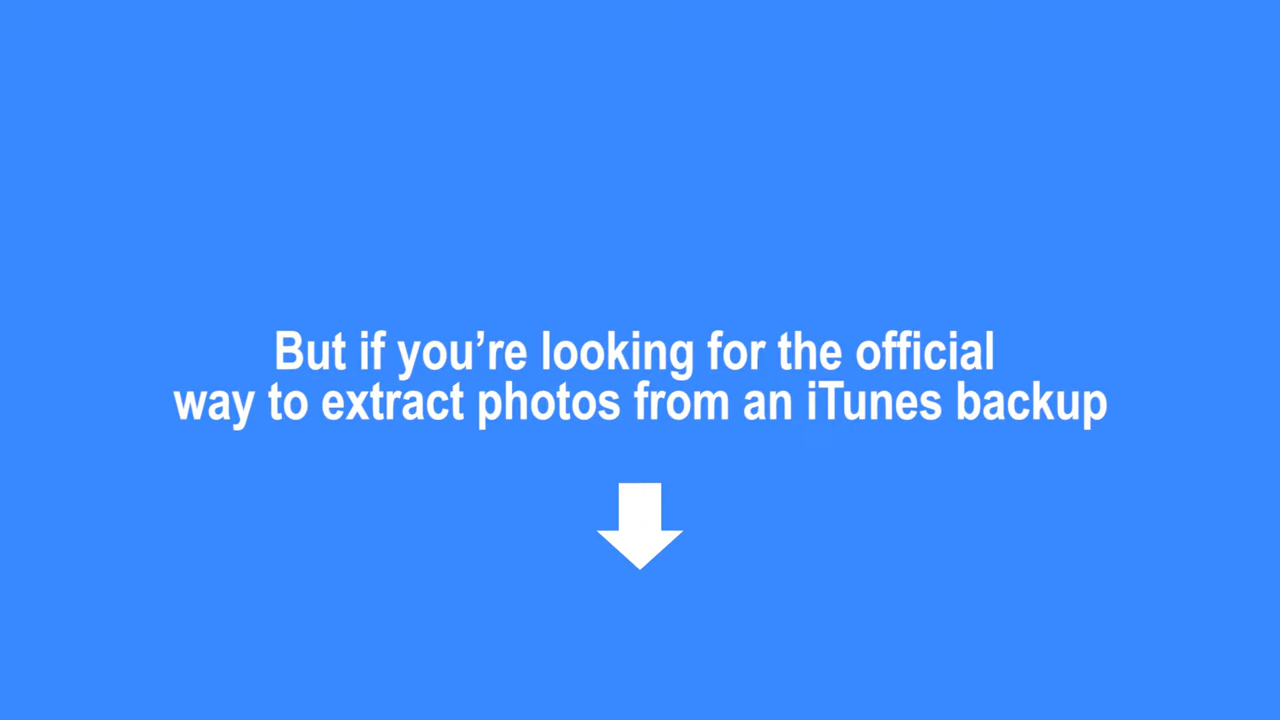 But if you’re looking for the official
way to extract photos from an iTunes backup